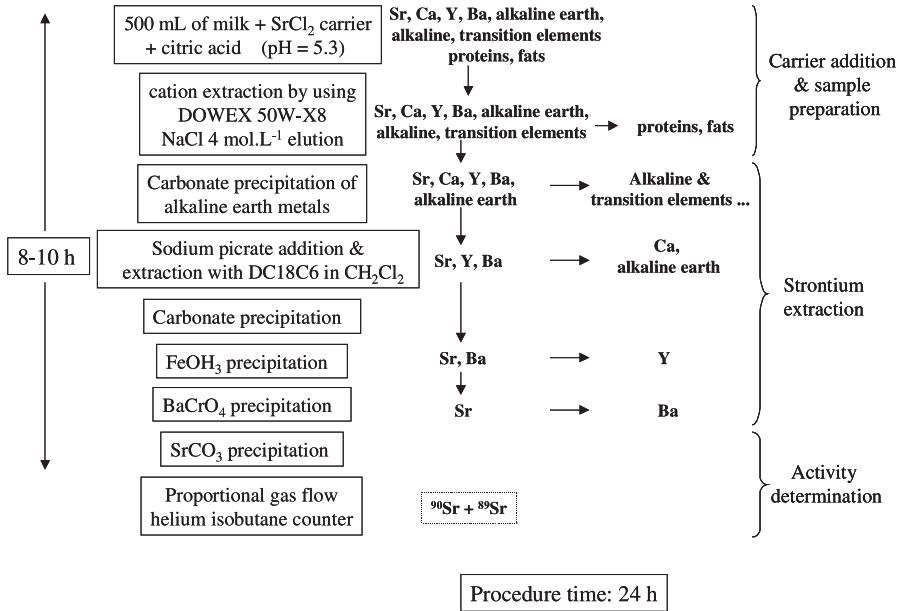 500 mL of milk + SrCl2 carrier
+ citric acid (pH = 5.3)
Sr, Ca, Y, Ba, alkaline earth,
alkaline, transition elements
proteins, fats
Carrier addition
& sample
preparation
cation extraction by using
DOWEX 50W-X8
NaCl 4 mol.L-1 elution
Sr, Ca, Y, Ba, alkaline earth,
alkaline, transition elements
proteins, fats
Carbonate precipitation of
alkaline earth metals
Sr, Ca, Y, Ba,
alkaline earth
Alkaline &
transition elements ...
8-10 h
Sodium picrate addition &
extraction with DC18C6 in CH2Cl2
Sr, Y, Ba
Ca,
alkaline earth
Strontium
extraction
Carbonate precipitation
FeOH3 precipitation
Sr, Ba
Y
BaCrO4 precipitation
Sr
Ba
SrCO3 precipitation
Activity
determination
Proportional gas flow
helium isobutane counter
90Sr + 89Sr
Procedure time: 24 h